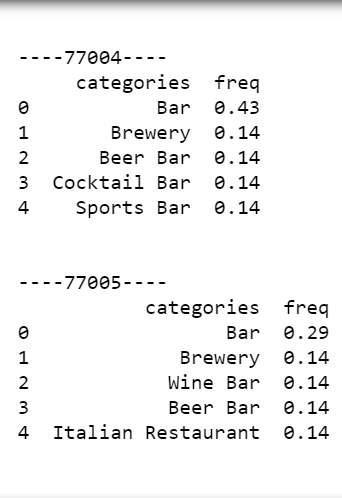 ----77004----
categories freq
0 Bar 0.43
1 Brewery 0.14
2 Beer Bar 0.14
3 Cocktail Bar 0.14
4 Sports Bar 0.14
----77005----
categories freq
0 Bar 0.29
1 Brewery 0.14
2 Wine Bar 0.14
3 Beer Bar 0.14
4 Italian Restaurant 0.14